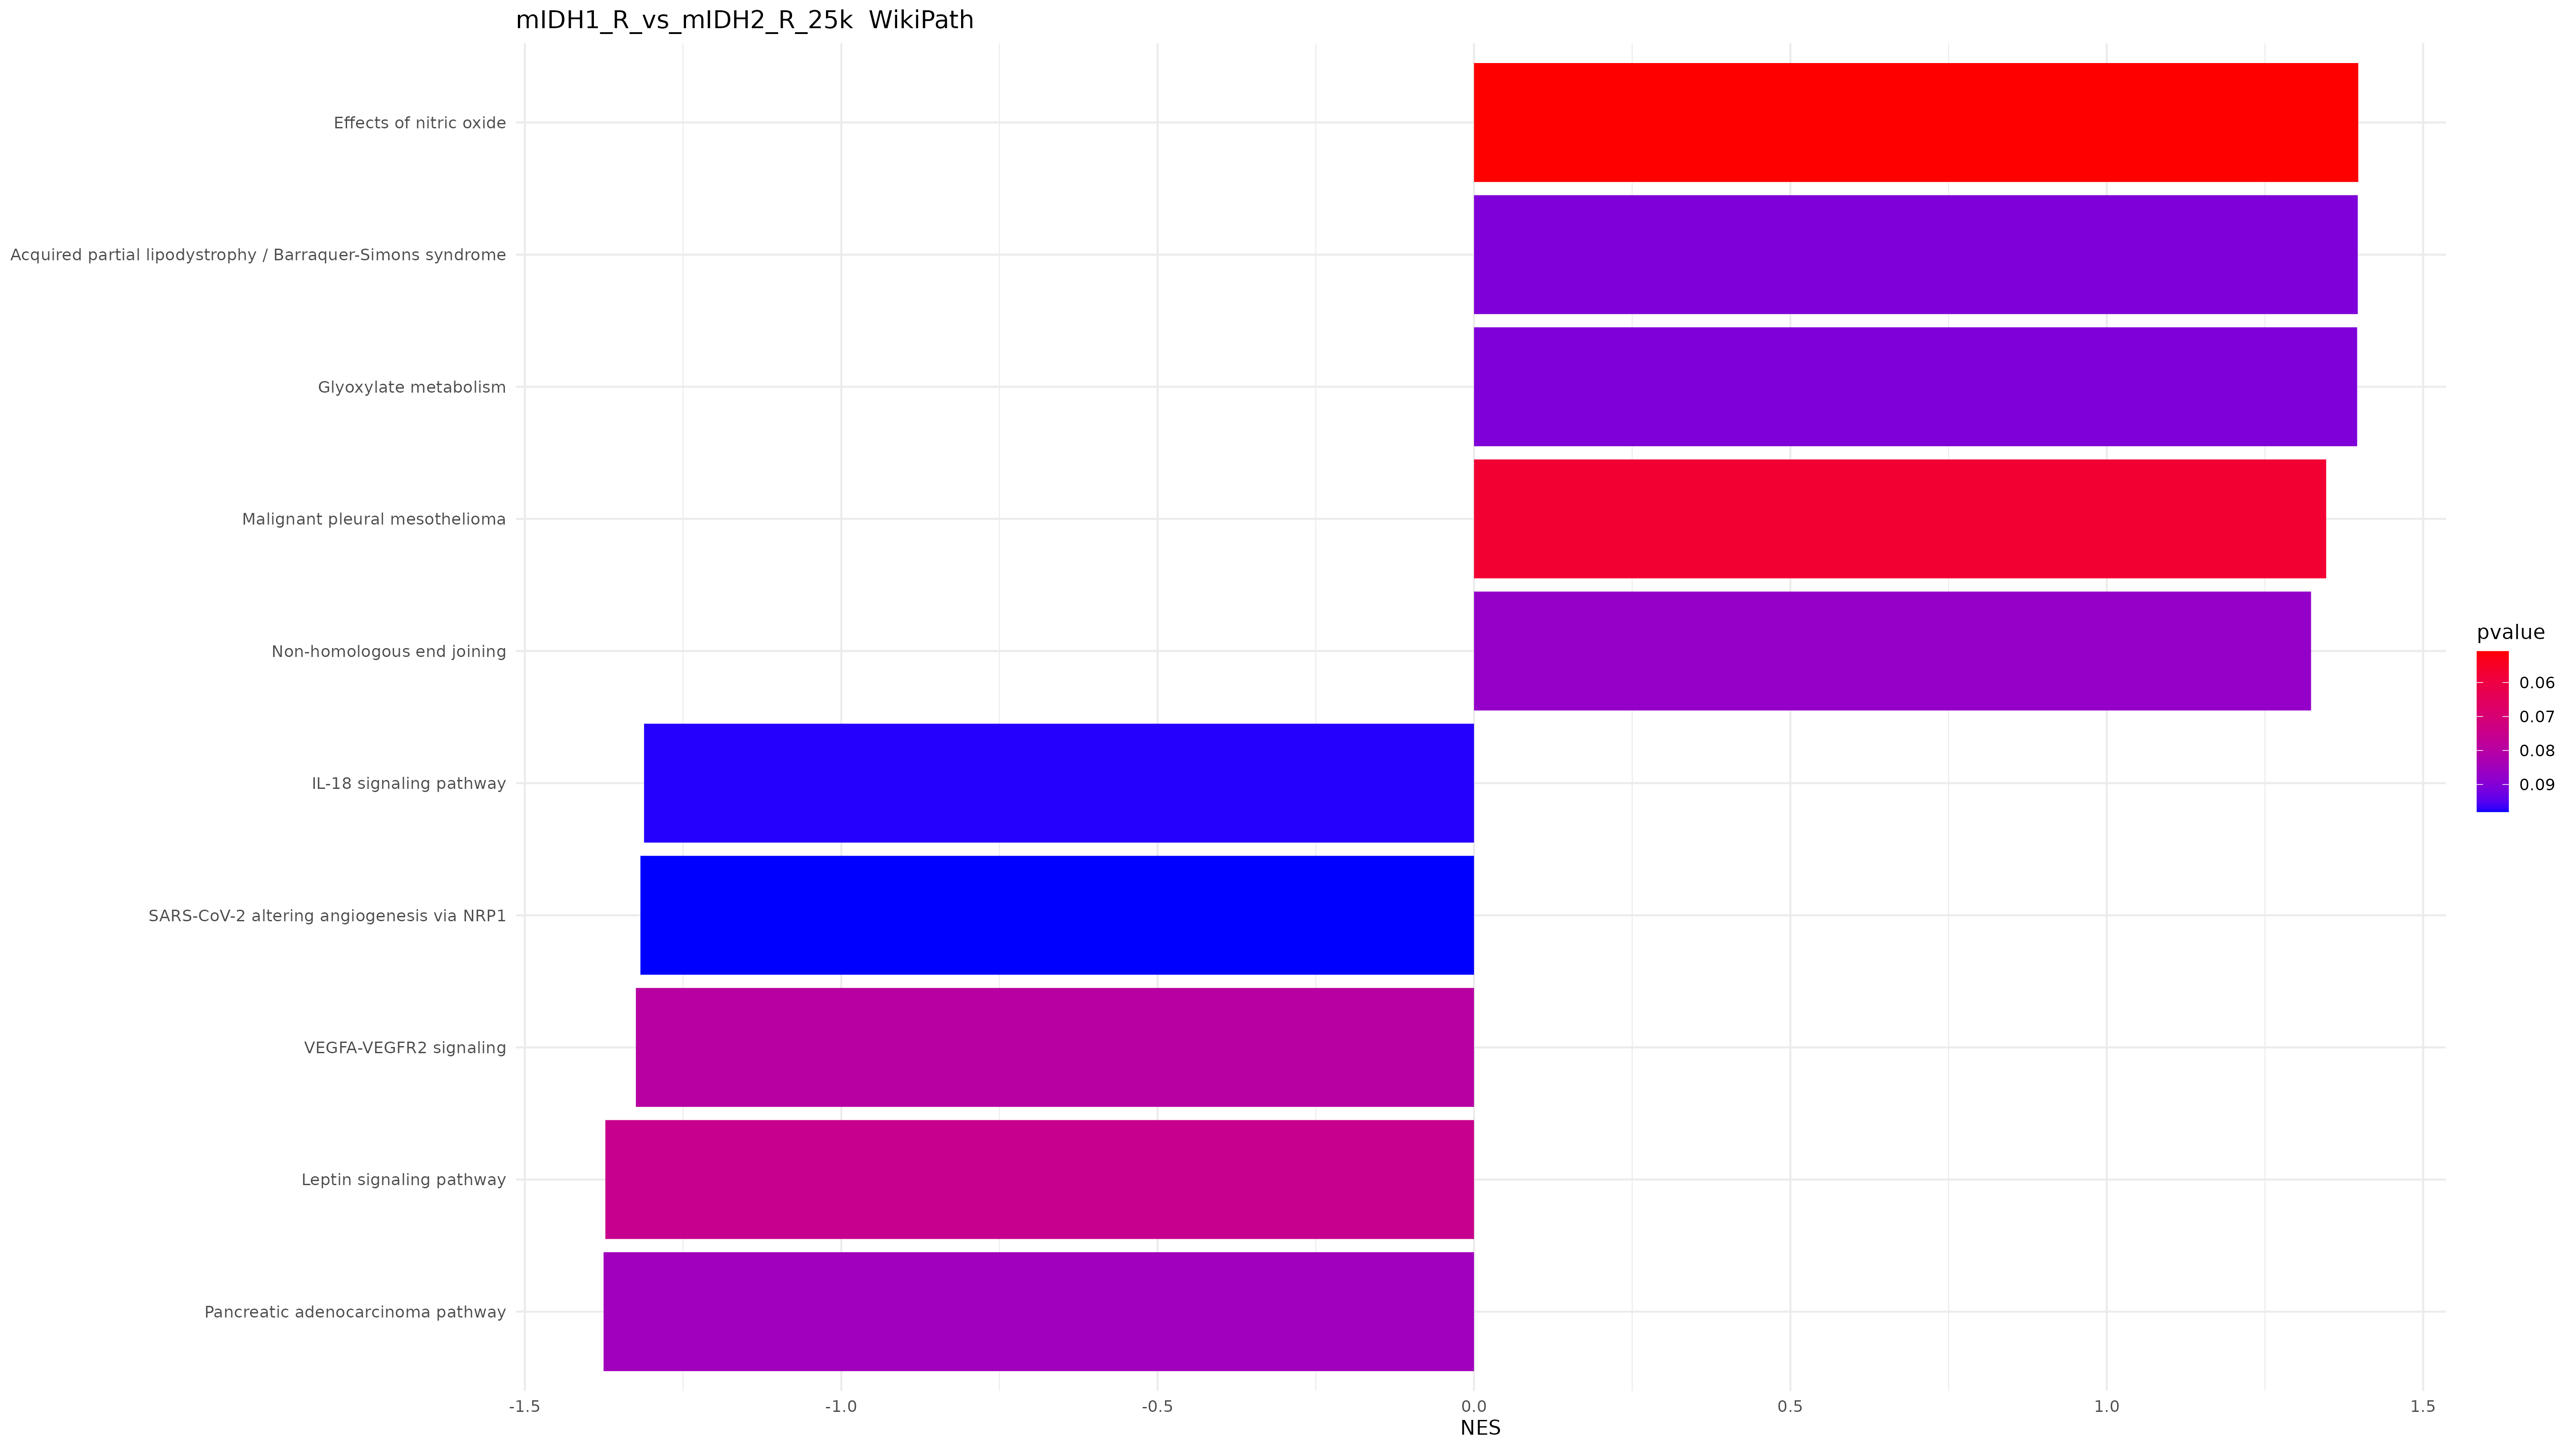 mIDH1_R_vs_mIDH2_R_25k  WikiPath
Effects of nitric oxide
Acquired partial lipodystrophy / Barraquer-Simons syndrome
Glyoxylate metabolism
Malignant pleural mesothelioma
Non-homologous end joining
IL-18 signaling pathway
SARS-CoV-2 altering angiogenesis via NRP1
VEGFA-VEGFR2 signaling
Leptin signaling pathway
Pancreatic adenocarcinoma pathway
-1.5 -1.0 -0.5 0.0 0.5 1.0 1.5
NES
pvalue
0.06
0.07
0.08
0.09